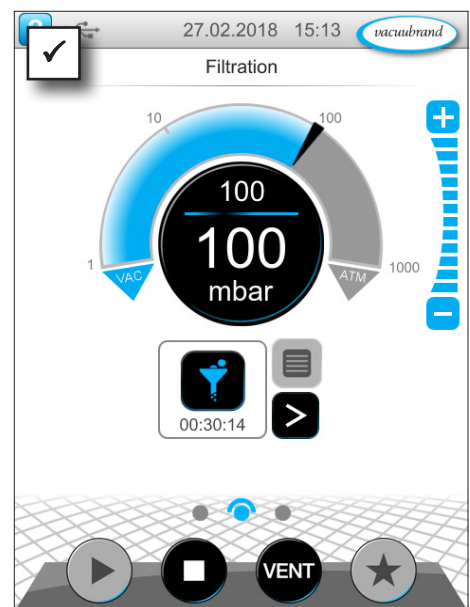 27.02.2018 15:13 vacuubrand
Filtration
10 100
100
100
mbar
1 VAC ATM 1000
00:30:14
VENT